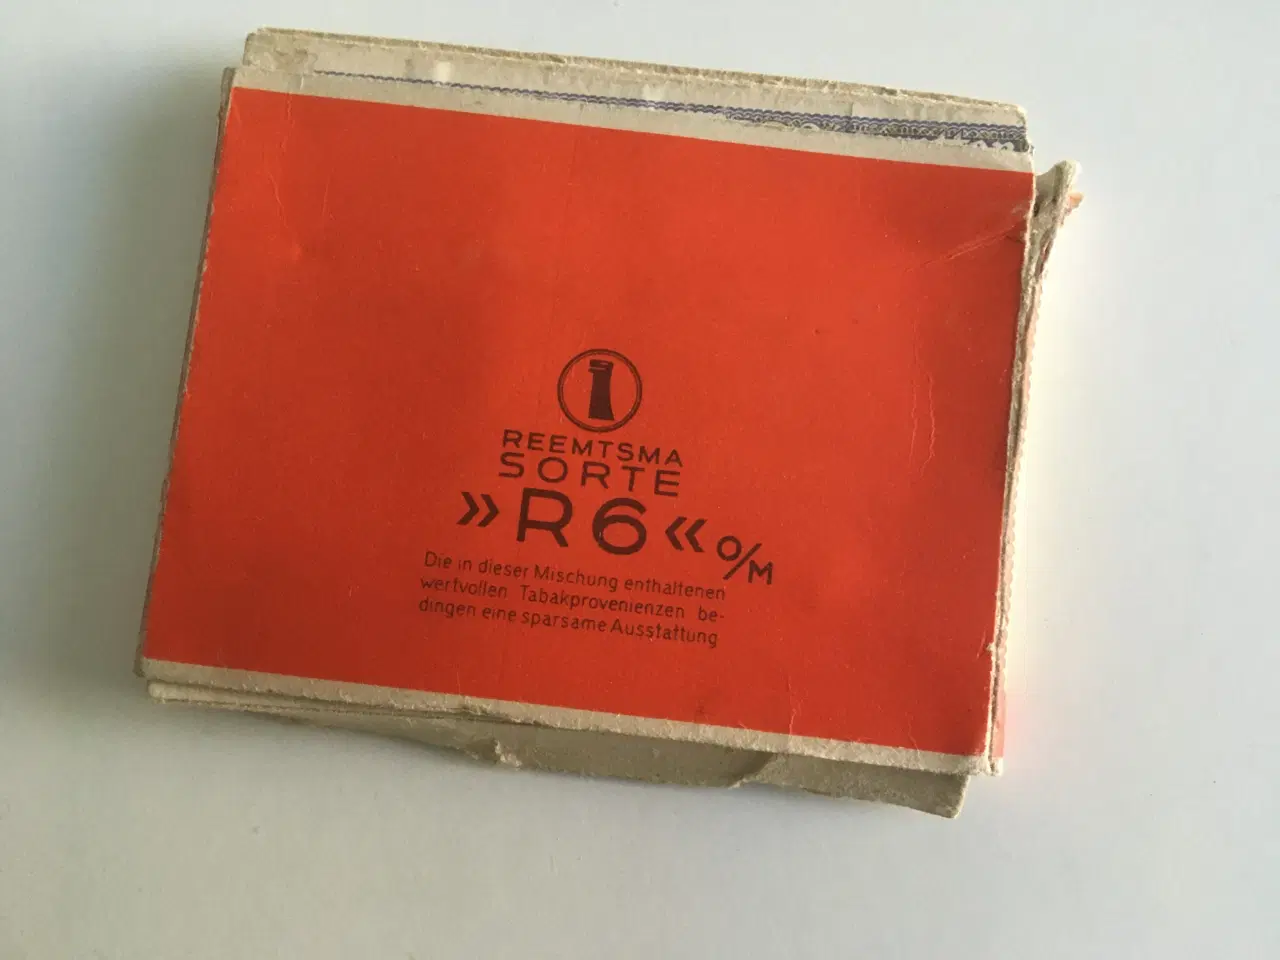 REEMTSMA
SORTE
»R6« o/M
Die in dieser Mischung enthaltenen
wertvollen Tabakprovenienzen be-
dingen eine sparsame Ausstattung